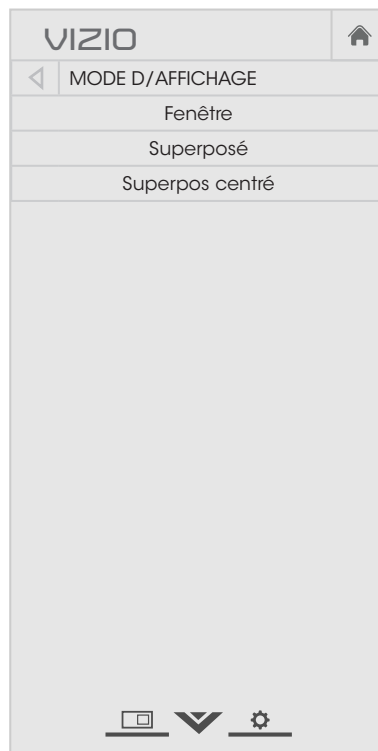 VIZIO
MODE D/AFFICHAGE
Fenêtre
Superposé
Superpos centré